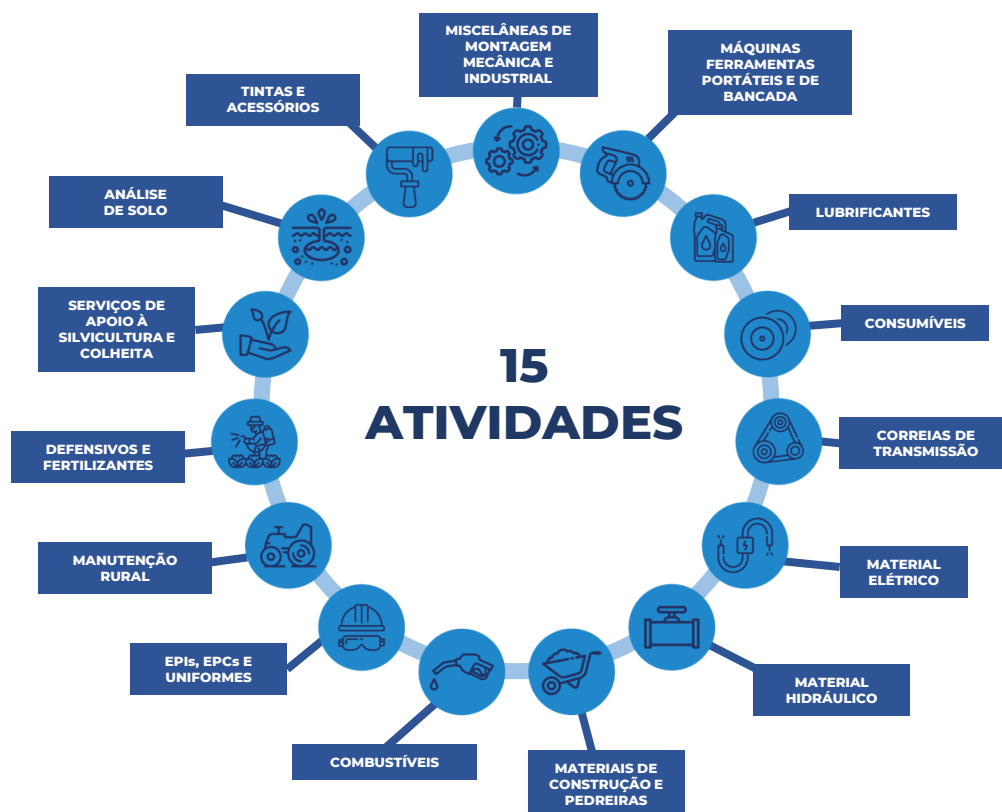 MISCELÂNEAS DE
MONTAGEM
MECÂNICA E
INDUSTRIAL
MÁQUINAS
FERRAMENTAS
PORTÁTEIS E DE
BANCADA
LUBRIFICANTES
CONSUMÍVEIS
CORREIAS DE
TRANSMISSÃO
MATERIAL
ELÉTRICO
MATERIAL
HIDRÁULICO
MATERIAIS DE
CONSTRUÇÃO E
PEDREIRAS
COMBUSTÍVEIS
EPIs, EPCs E
UNIFORMES
MANUTENÇÃO
RURAL
DEFENSIVOS E
FERTILIZANTES
SERVIÇOS DE
APOIO À
SILVICULTURA E
COLHEITA
ANÁLISE
DE SOLO
TINTAS E
ACESSÓRIOS
15
ATIVIDADES